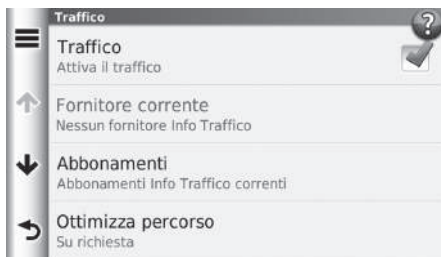 Traffico
?
Traffico
Attiva il traffico
Fornitore corrente
Nessun fornitore Info Traffico
Abbonamenti
Abbonamenti Info Traffico correnti
Ottimizza percorso
Su richiesta